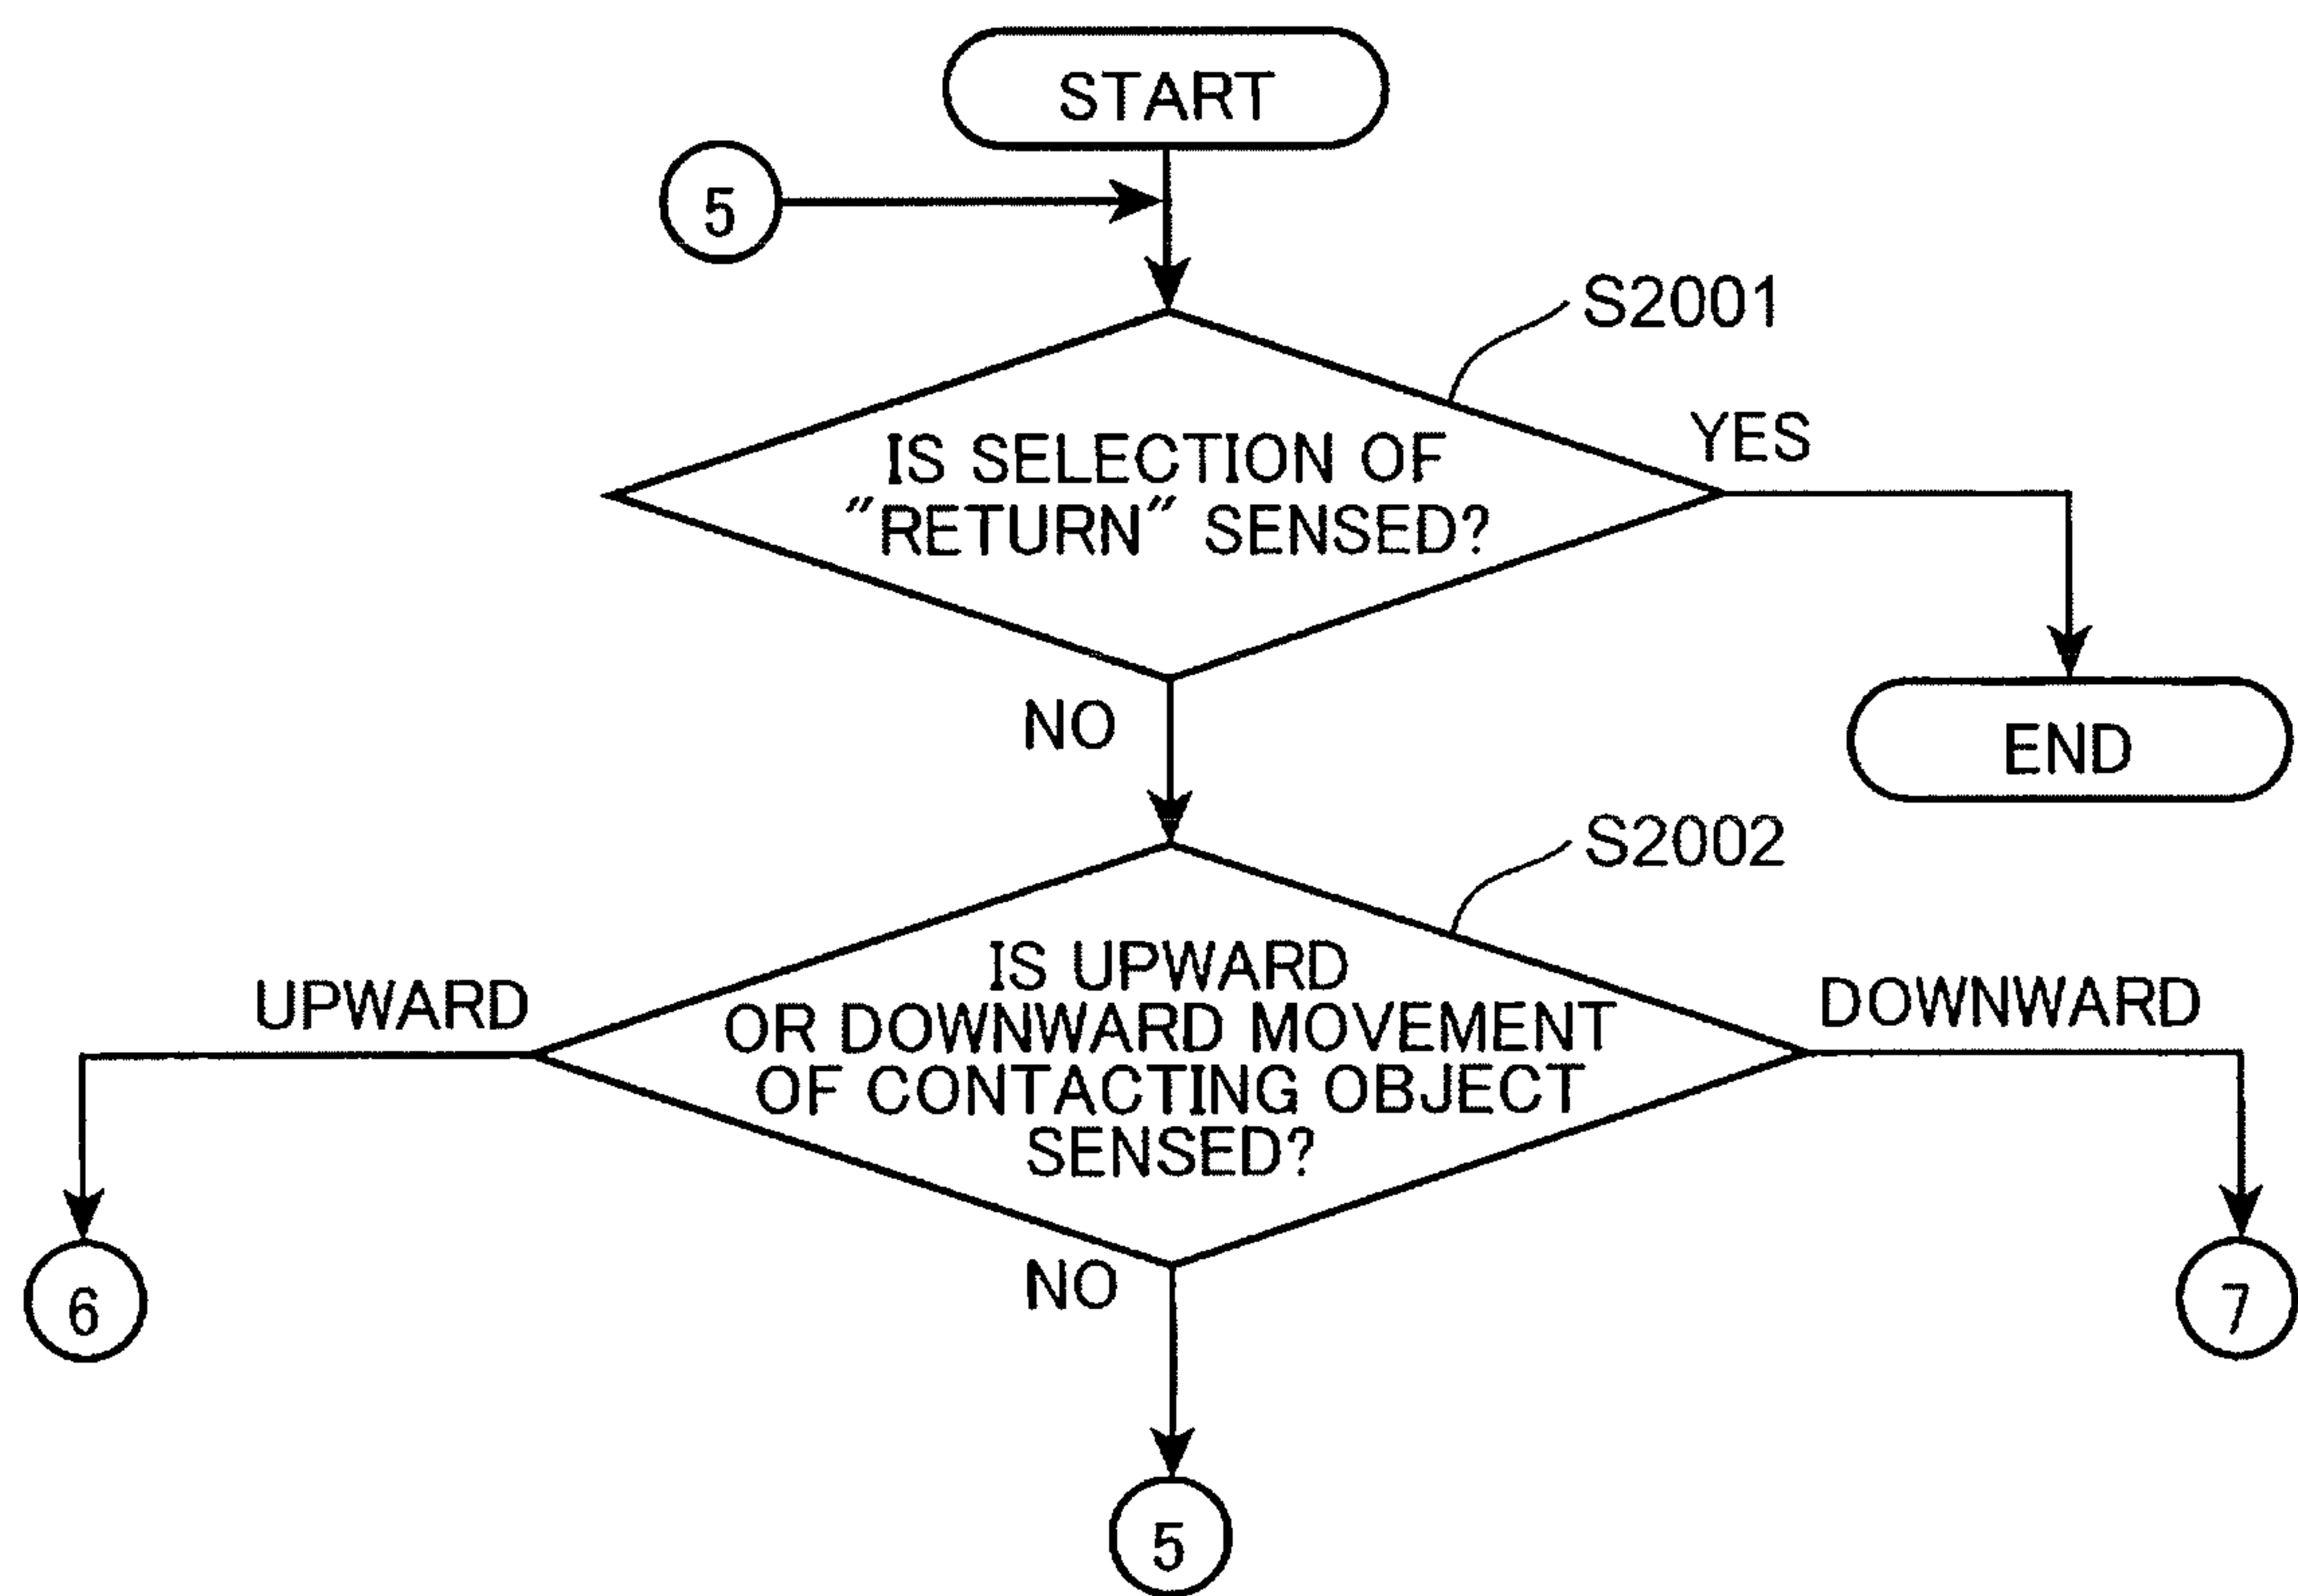 START
5
S2001
IS SELECTION OF
"RETURN" SENSED?
YES
NO
END
S2002
IS UPWARD
OR DOWNWARD MOVEMENT
OF CONTACTING OBJECT
SENSED?
UPWARD
DOWNWARD
NO
6
7
5